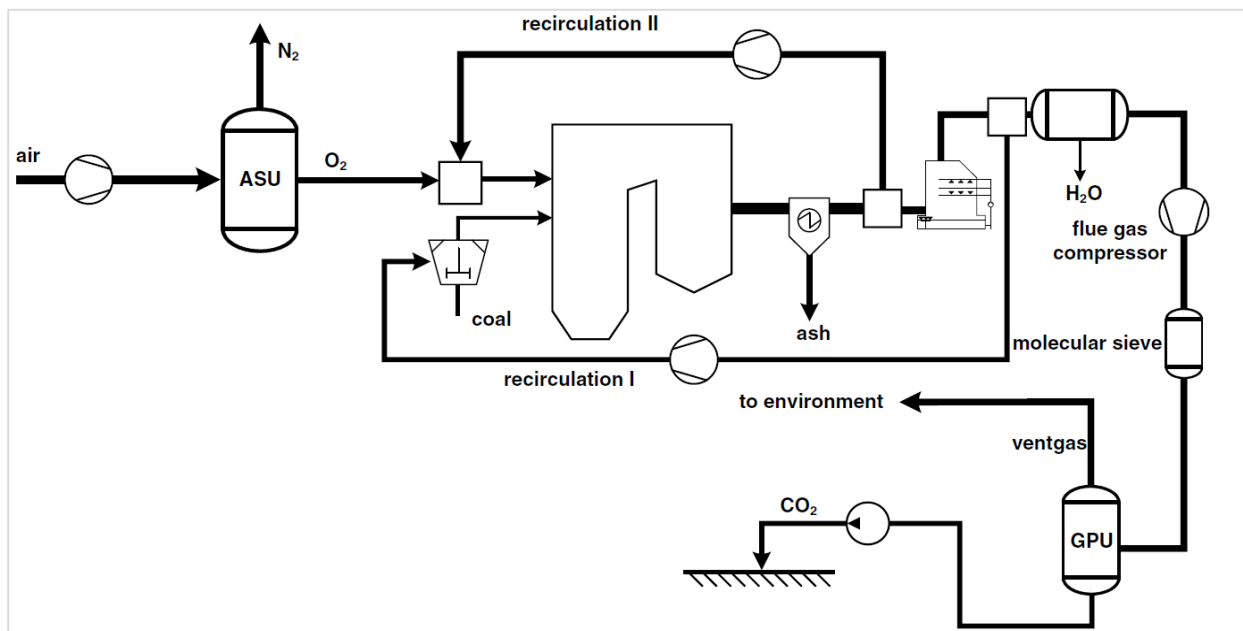 recirculation II
N₂
air
ASU
O₂
H₂O
flue gas
compressor
coal
ash
molecular sieve
recirculation I
to environment
ventgas
CO₂
GPU